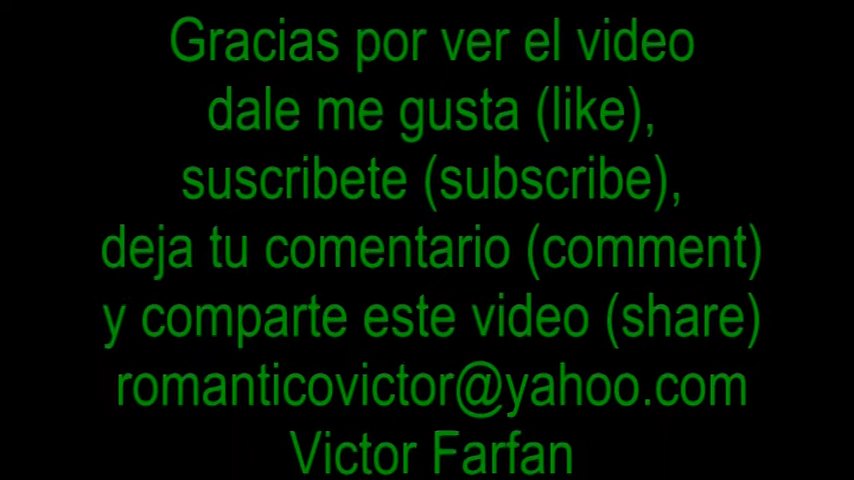 Gracias por ver el video
dale me gusta (like),
suscribete (subscribe),
deja tu comentario (comment)
y comparte este video (share)
romanticovictor@yahoo.com
Victor Farfan